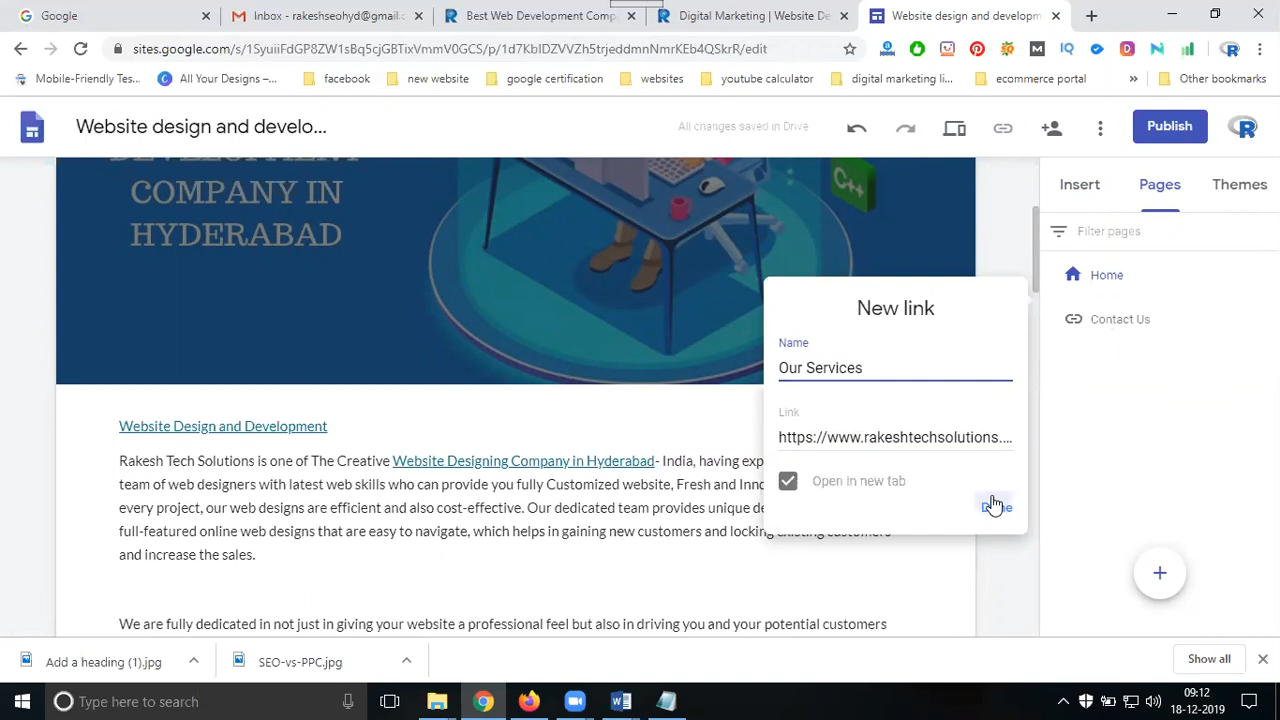 Google
Inbox - rakeshseohyd@gmail.c
Best Web Development Comp
Digital Marketing | Website De
Website design and developm
sites.google.com/s/1SyuiiFdGP8ZW1sBq5cjGBTixVmmV0GCS/p/1d7KbIDZVVZh5trjeddmnNmrKEb4QSkrR/edit
Mobile-Friendly Tes...
All Your Designs –...
facebook
new website
google certification
websites
youtube calculator
digital marketing li...
ecommerce portal
Other bookmarks
Website design and develo...
All changes saved in Drive
Publish
DEVELOPMENT
COMPANY IN
HYDERABAD
C++
Insert
Pages
Themes
Filter pages
Home
Contact Us
New link
Name
Our Services
Link
https://www.rakeshtechsolutions....
Open in new tab
Website Design and Development
Rakesh Tech Solutions is one of The Creative Website Designing Company in Hyderabad- India, having exp
team of web designers with latest web skills who can provide you fully Customized website, Fresh and Inno
every project, our web designs are efficient and also cost-effective. Our dedicated team provides unique de
full-featured online web designs that are easy to navigate, which helps in gaining new customers and locking existing customers
and increase the sales.
We are fully dedicated in not just in giving your website a professional feel but also in driving you and your potential customers
Add a heading (1).jpg
SEO-vs-PPC.jpg
Show all
Type here to search
09:12
18-12-2019